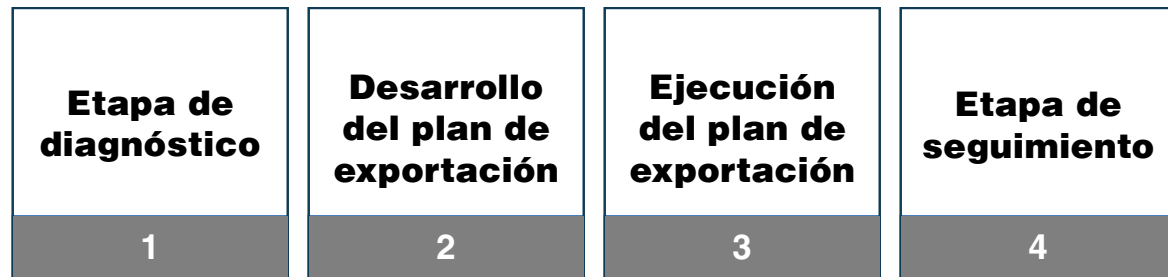 Etapa de
diagnóstico
1
Desarrollo
del plan de
exportación
2
Ejecución
del plan de
exportación
3
Etapa de
seguimiento
4